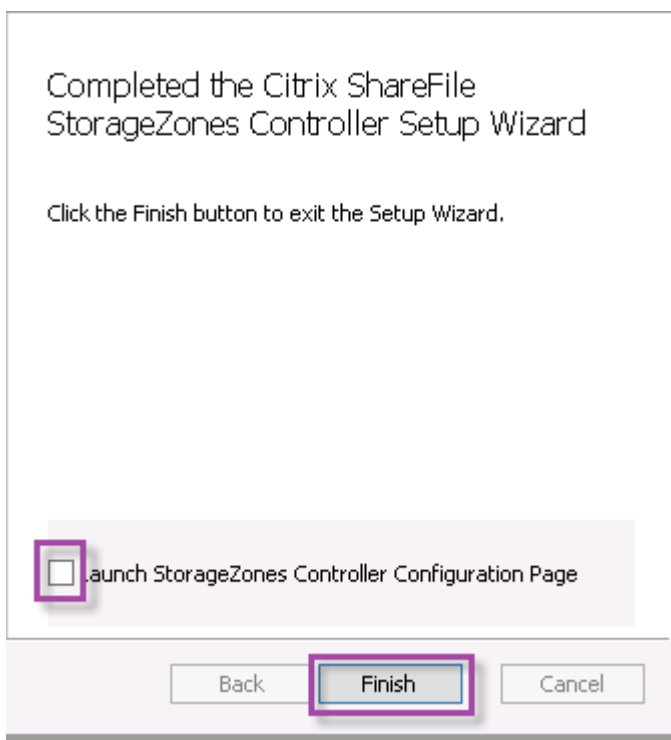 Completed the Citrix ShareFile
StorageZones Controller Setup Wizard
Click the Finish button to exit the Setup Wizard.
Launch StorageZones Controller Configuration Page
Back
Finish
Cancel